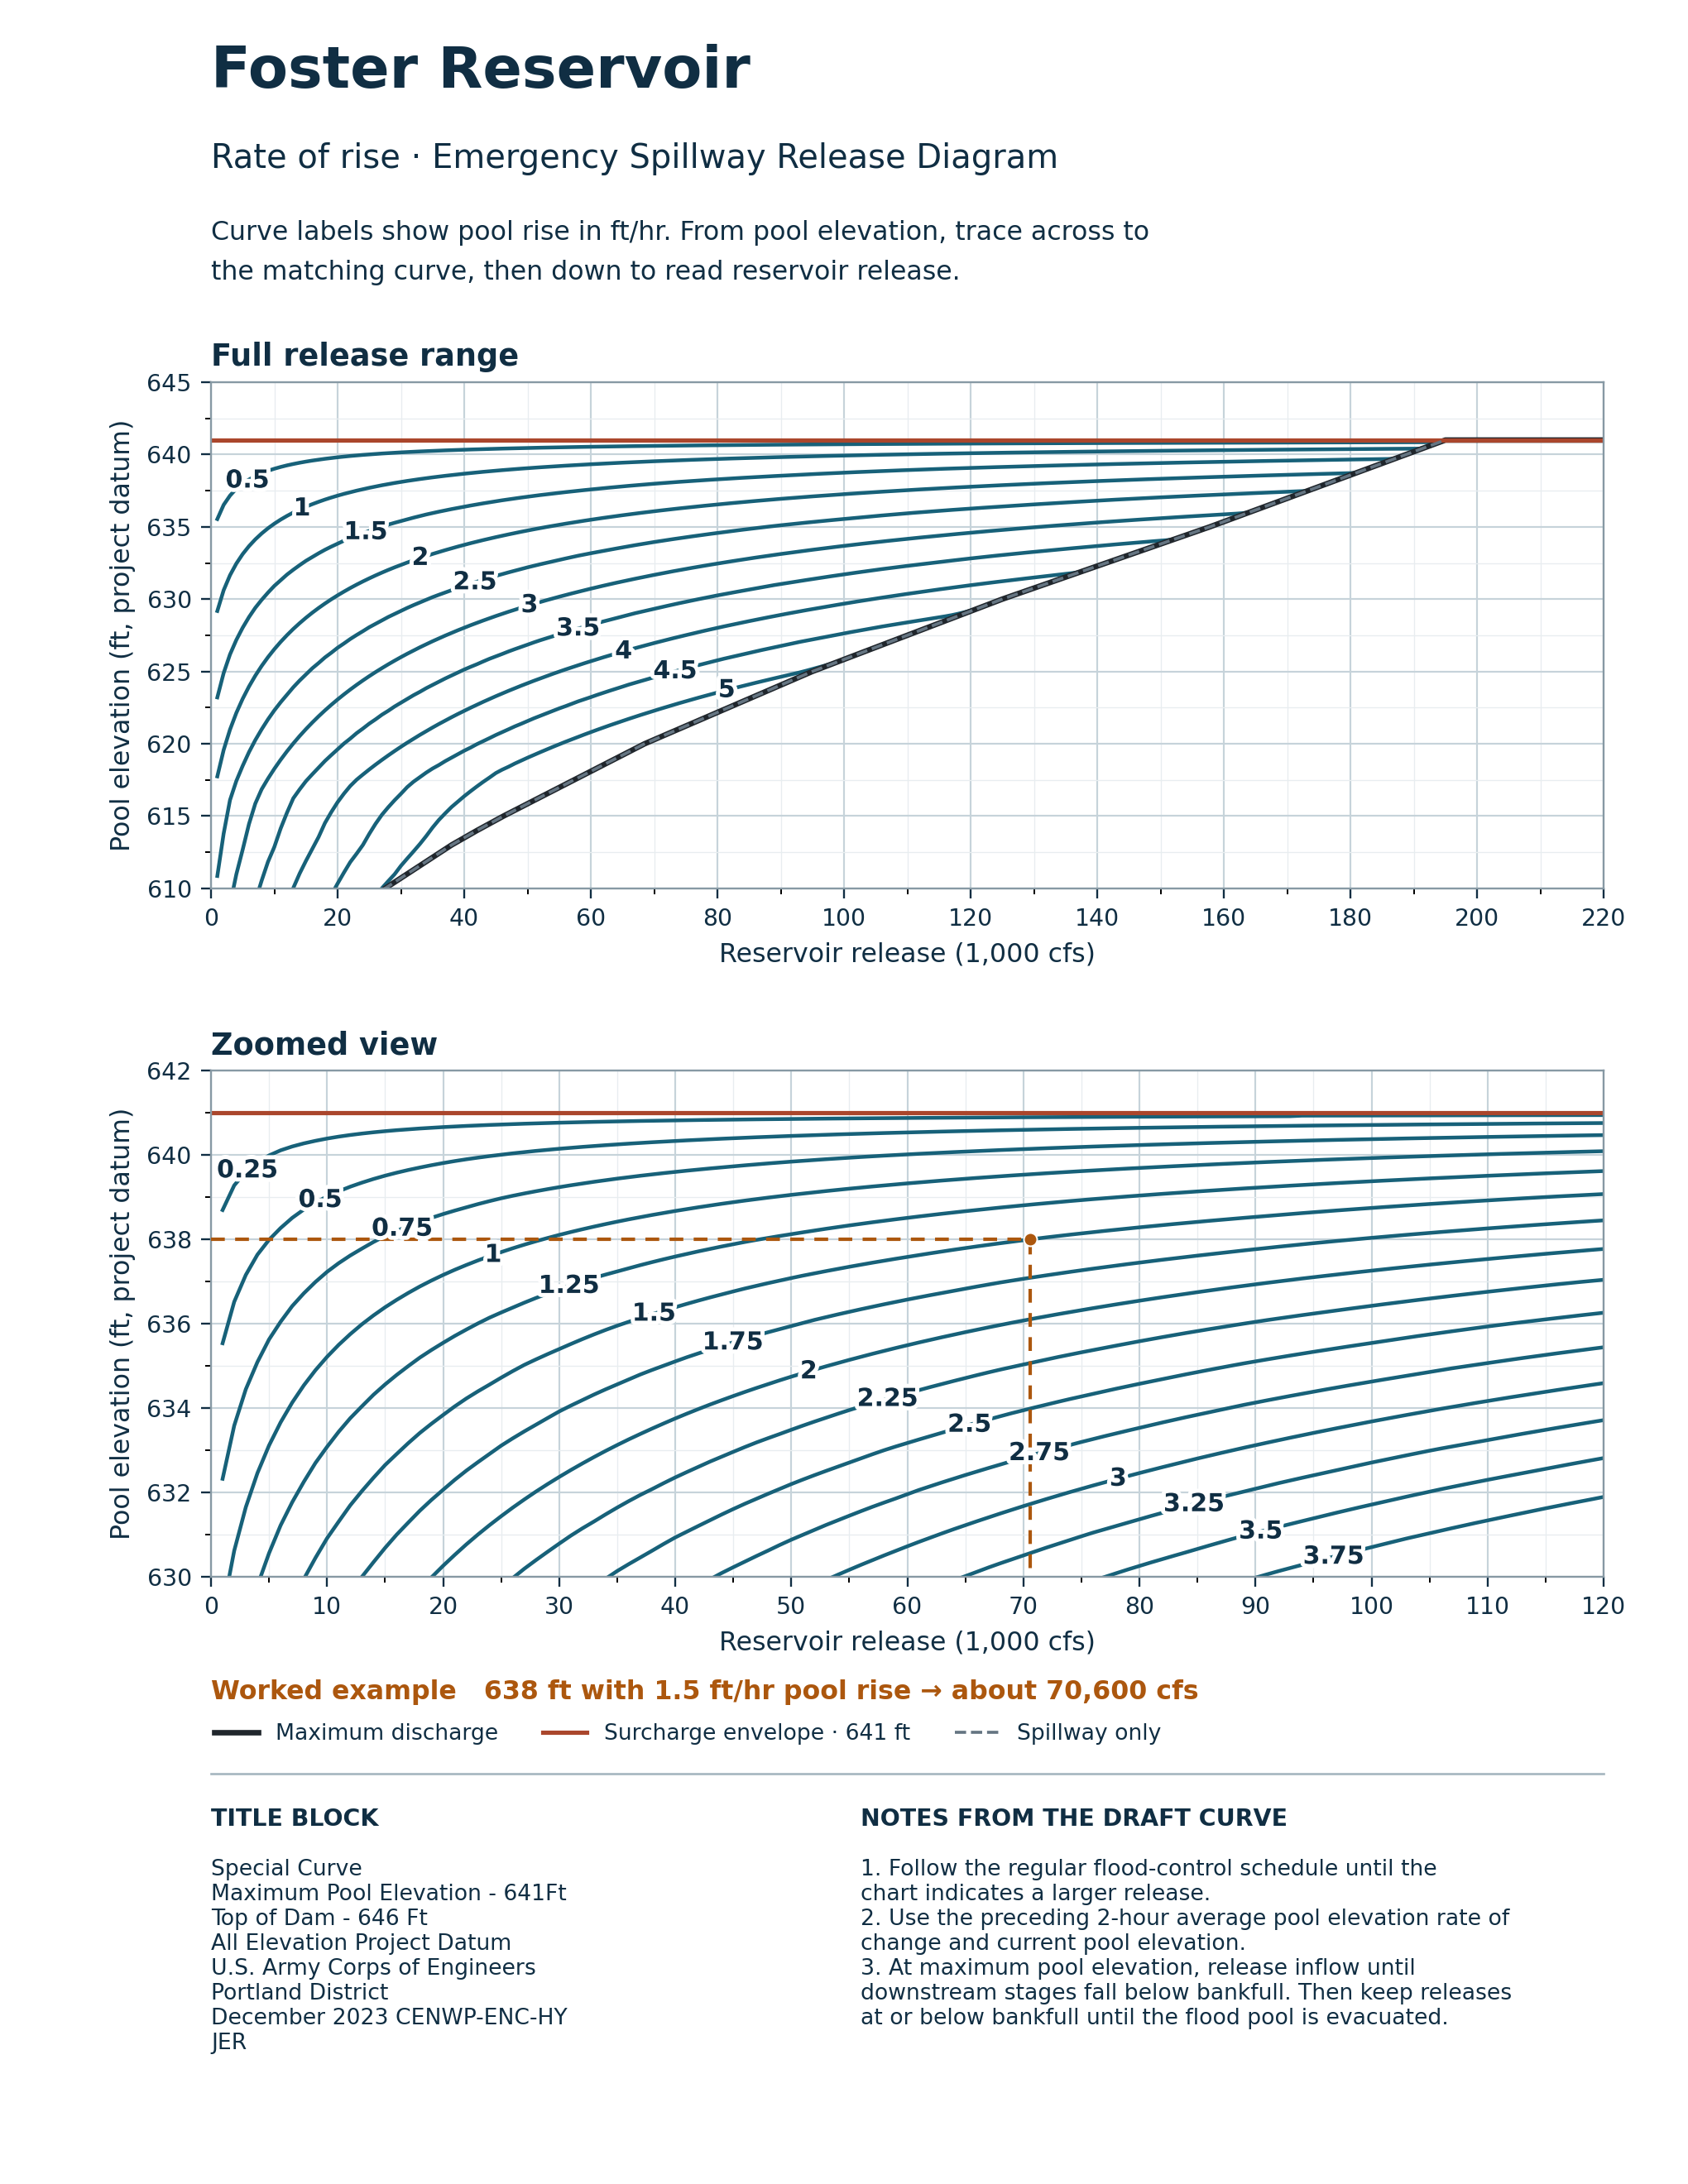 Foster Reservoir
Rate of rise · Emergency Spillway Release Diagram
Curve labels show pool rise in ft/hr. From pool elevation, trace across to
the matching curve, then down to read reservoir release.
Full release range
Pool elevation (ft, project datum)
645
640
635
630
625
620
615
610
0.5
1
1.5
2
2.5
3
3.5
4
4.5
5
0 20 40 60 80 100 120 140 160 180 200 220
Reservoir release (1,000 cfs)
Zoomed view
Pool elevation (ft, project datum)
642
640
638
636
634
632
630
0.25
0.5
0.75
1
1.25
1.5
1.75
2
2.25
2.5
2.75
3
3.25
3.5
3.75
0 10 20 30 40 50 60 70 80 90 100 110 120
Reservoir release (1,000 cfs)
Worked example 638 ft with 1.5 ft/hr pool rise → about 70,600 cfs
Maximum discharge Surcharge envelope · 641 ft Spillway only
TITLE BLOCK
Special Curve
Maximum Pool Elevation - 641Ft
Top of Dam - 646 Ft
All Elevation Project Datum
U.S. Army Corps of Engineers
Portland District
December 2023 CENWP-ENC-HY
JER
NOTES FROM THE DRAFT CURVE
1. Follow the regular flood-control schedule until the
chart indicates a larger release.
2. Use the preceding 2-hour average pool elevation rate of
change and current pool elevation.
3. At maximum pool elevation, release inflow until
downstream stages fall below bankfull. Then keep releases
at or below bankfull until the flood pool is evacuated.